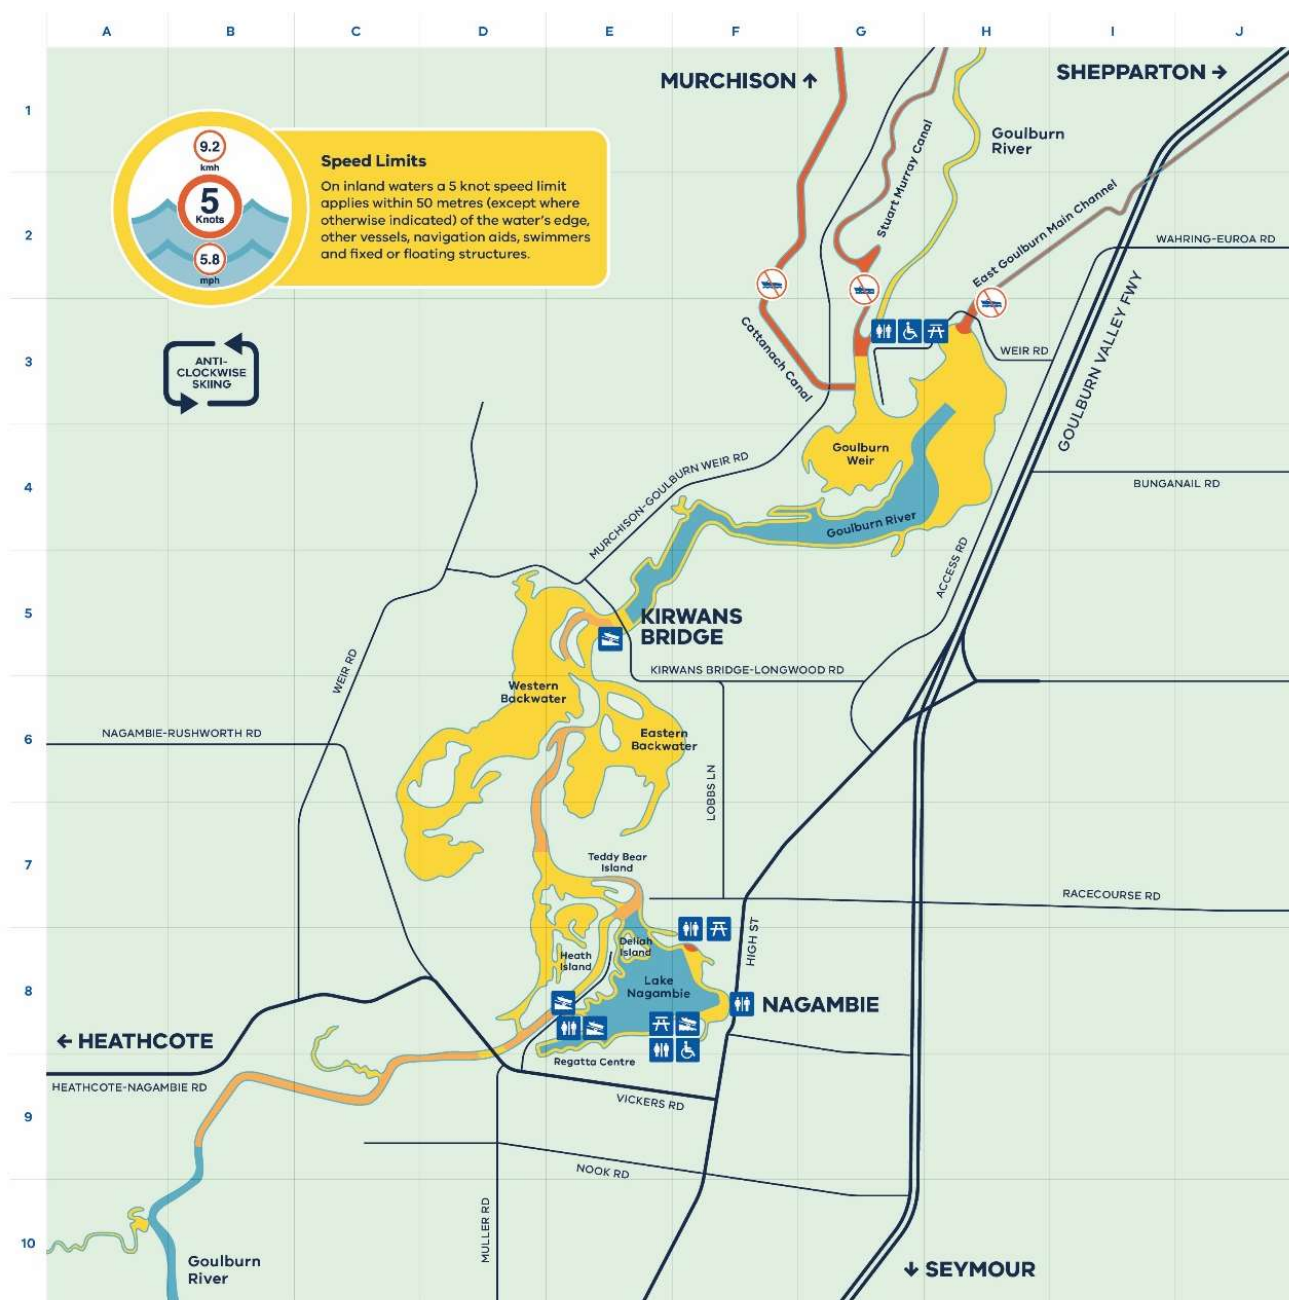 A B C D E F G H I J
1
2
3
4
5
6
7
8
9
10
MURCHISON ↑
SHEPPARTON →
9.2
kmh
5
Knots
5.8
mph
Speed Limits
On inland waters a 5 knot speed limit
applies within 50 metres (except where
otherwise indicated) of the water's edge,
other vessels, navigation aids, swimmers
and fixed or floating structures.
ANTI-
CLOCKWISE
SKIING
Goulburn
River
Stuart Murray Canal
East Goulburn Main Channel
WAHRING-EUROA RD
GOULBURN VALLEY FWY
Cattanach Canal
WEIR RD
Goulburn
Weir
MURCHISON-GOULBURN WEIR RD
BUNGANAIL RD
Goulburn River
ACCESS RD
KIRWANS
BRIDGE
KIRWANS BRIDGE-LONGWOOD RD
WEIR RD
Western
Backwater
NAGAMBIE-RUSHWORTH RD
Eastern
Backwater
LOBBS LN
Teddy Bear
Island
RACECOURSE RD
HIGH ST
Deliah
Island
Heath
Island
Lake
Nagambie
NAGAMBIE
← HEATHCOTE
Regatta Centre
HEATHCOTE-NAGAMBIE RD
VICKERS RD
NOOK RD
MULLER RD
Goulburn
River
↓ SEYMOUR